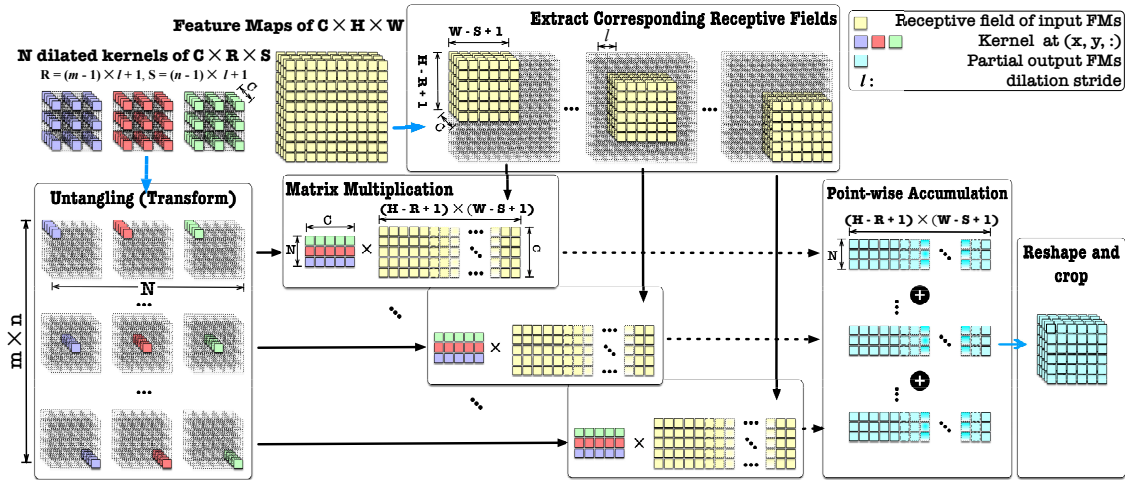 Feature Maps of C × H × W
Extract Corresponding Receptive Fields
N dilated kernels of C × R × S
R = (m - 1) × l + 1, S = (n - 1) × l + 1
C
W - S + 1
H - R + 1
C
l
...
...
Receptive field of input FMs
Kernel at (x, y, :)
Partial output FMs
l : dilation stride
Untangling (Transform)
m × n
N
...
...
Matrix Multiplication
(H - R + 1) × (W - S + 1)
C
N
×
C
×
×
Point-wise Accumulation
(H - R + 1) × (W - S + 1)
N
+
+
Reshape and
crop